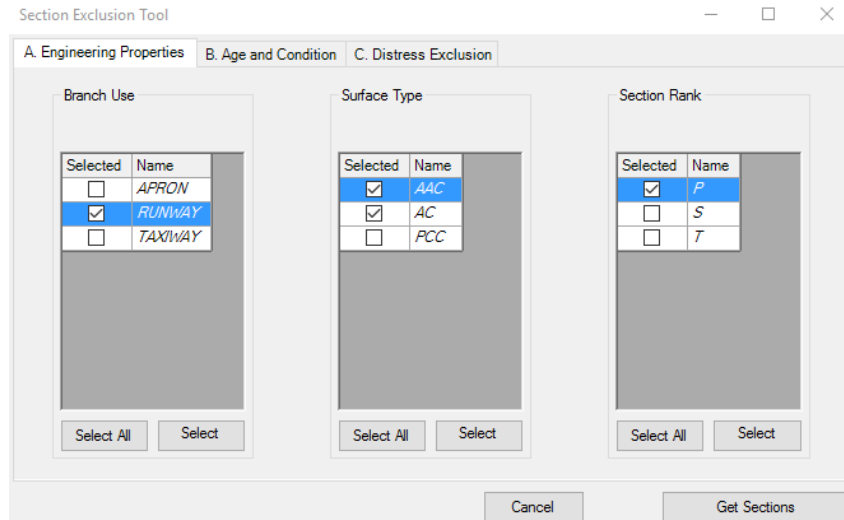 Section Exclusion Tool
A. Engineering Properties B. Age and Condition C. Distress Exclusion
Branch Use Surface Type Section Rank
Selected Name Selected Name Selected Name
APRON AAC P
RUNWAY AC S
TAXIWAY PCC T
Select All Select Select All Select Select All Select
Cancel Get Sections